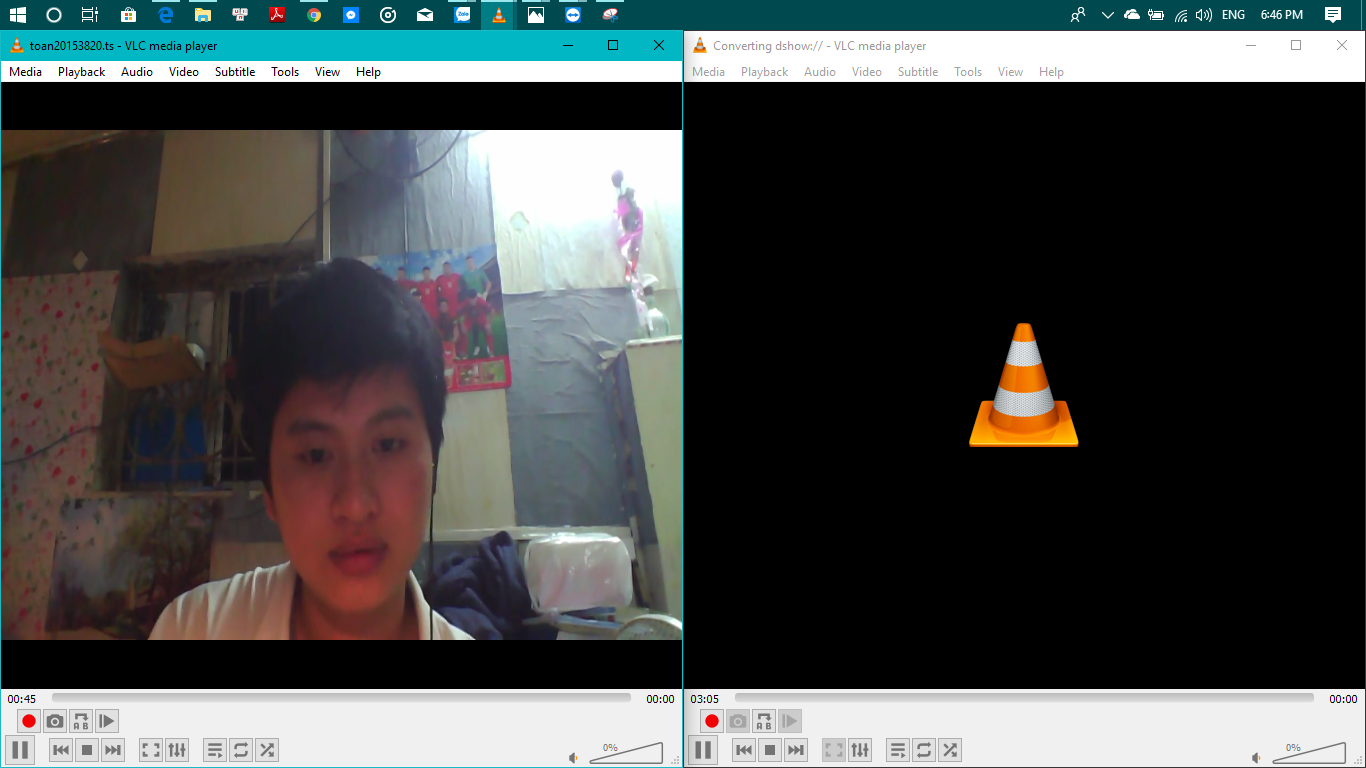 Zalo
ENG
6:46 PM
toan20153820.ts - VLC media player
Media Playback Audio Video Subtitle Tools View Help
00:45
00:00
A B
0%
Converting dshow:// - VLC media player
Media Playback Audio Video Subtitle Tools View Help
03:05
00:00
A B
0%